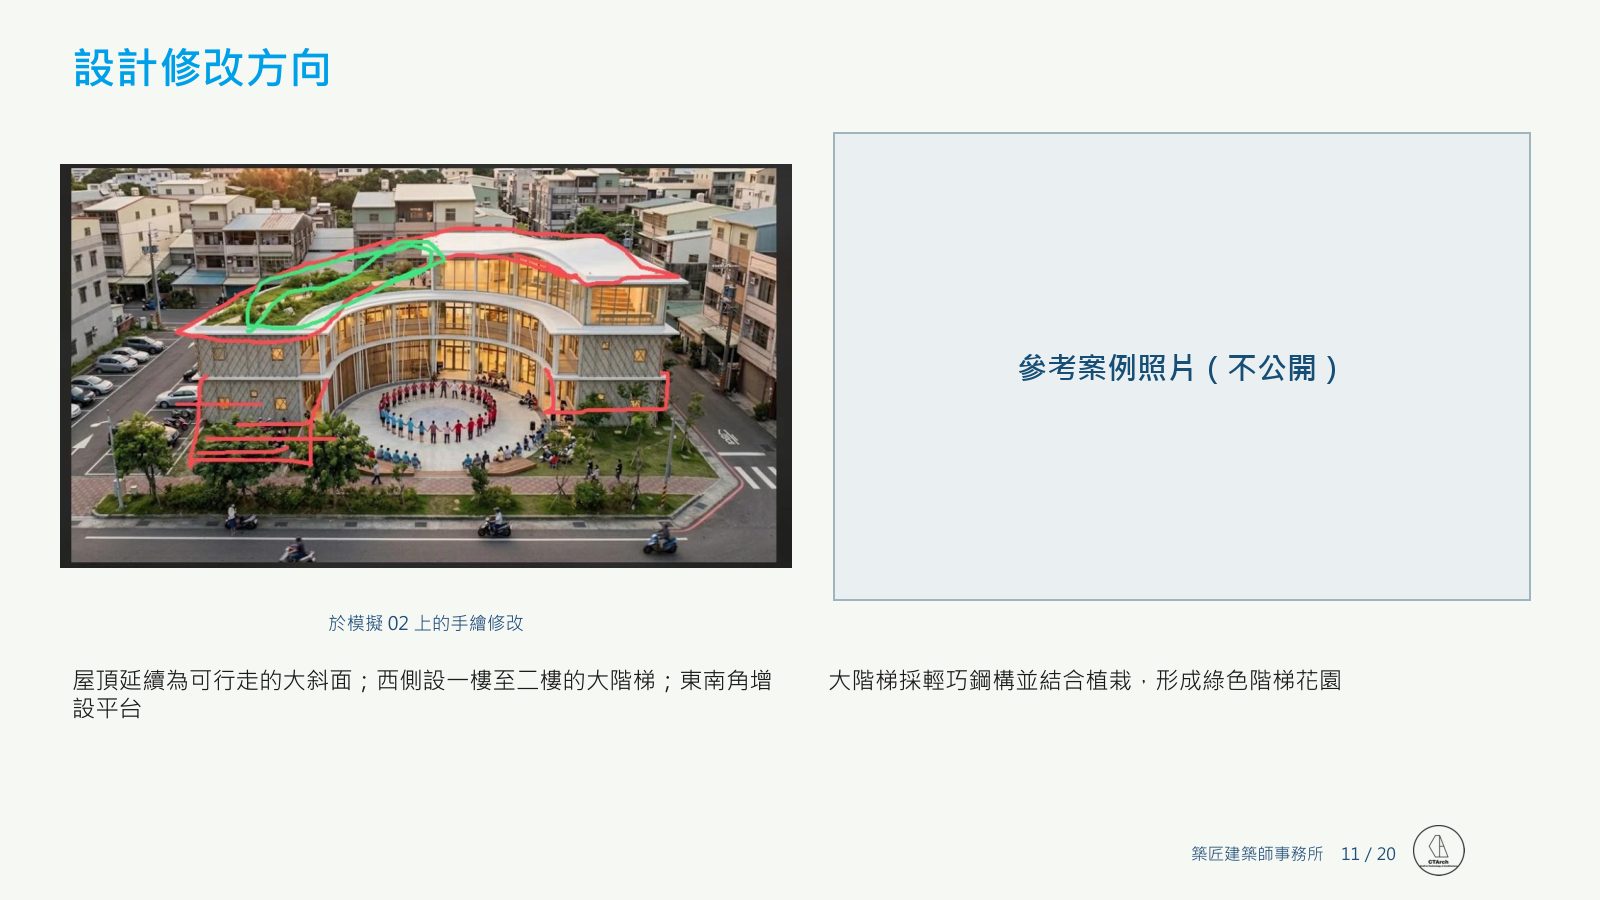 設計修改方向
參考案例照片（不公開）
於模擬 02 上的手繪修改
屋頂延續為可行走的大斜面；西側設一樓至二樓的大階梯；東南角增
設平台
大階梯採輕巧鋼構並結合植栽，形成綠色階梯花園
築匠建築師事務所 11 / 20
CTArch